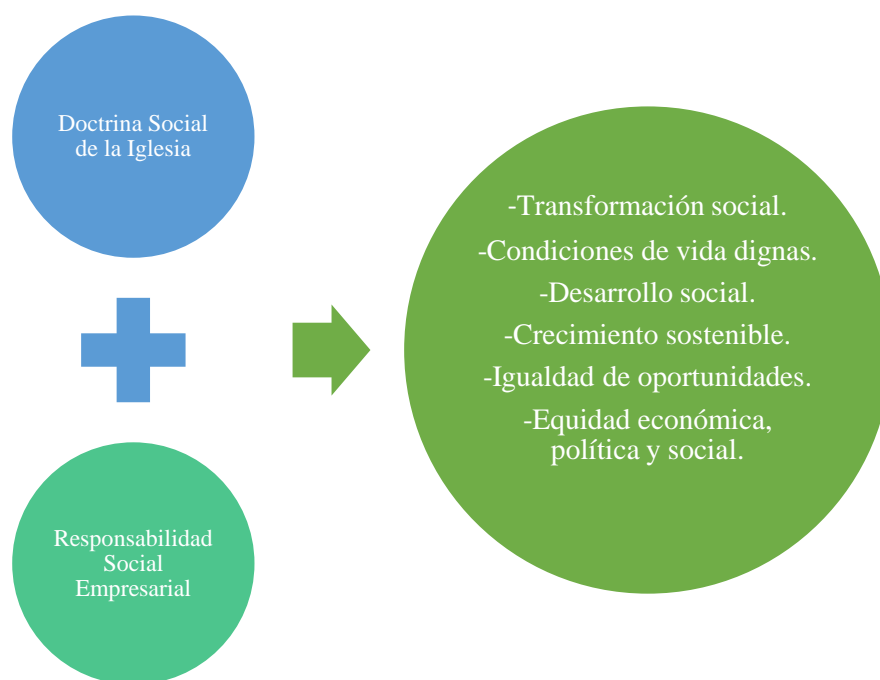 Doctrina Social
de la Iglesia
Responsabilidad
Social
Empresarial
-Transformación social.
-Condiciones de vida dignas.
-Desarrollo social.
-Crecimiento sostenible.
-Igualdad de oportunidades.
-Equidad económica,
política y social.